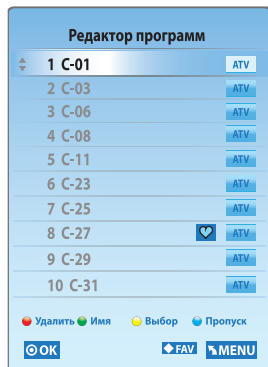 Редактор программ
1 C-01 ATV
2 C-03 ATV
3 C-06 ATV
4 C-08 ATV
5 C-11 ATV
6 C-23 ATV
7 C-25 ATV
8 C-27 ATV
9 C-29 ATV
10 C-31 ATV
Удалить Имя Выбор Пропуск
OK FAV MENU